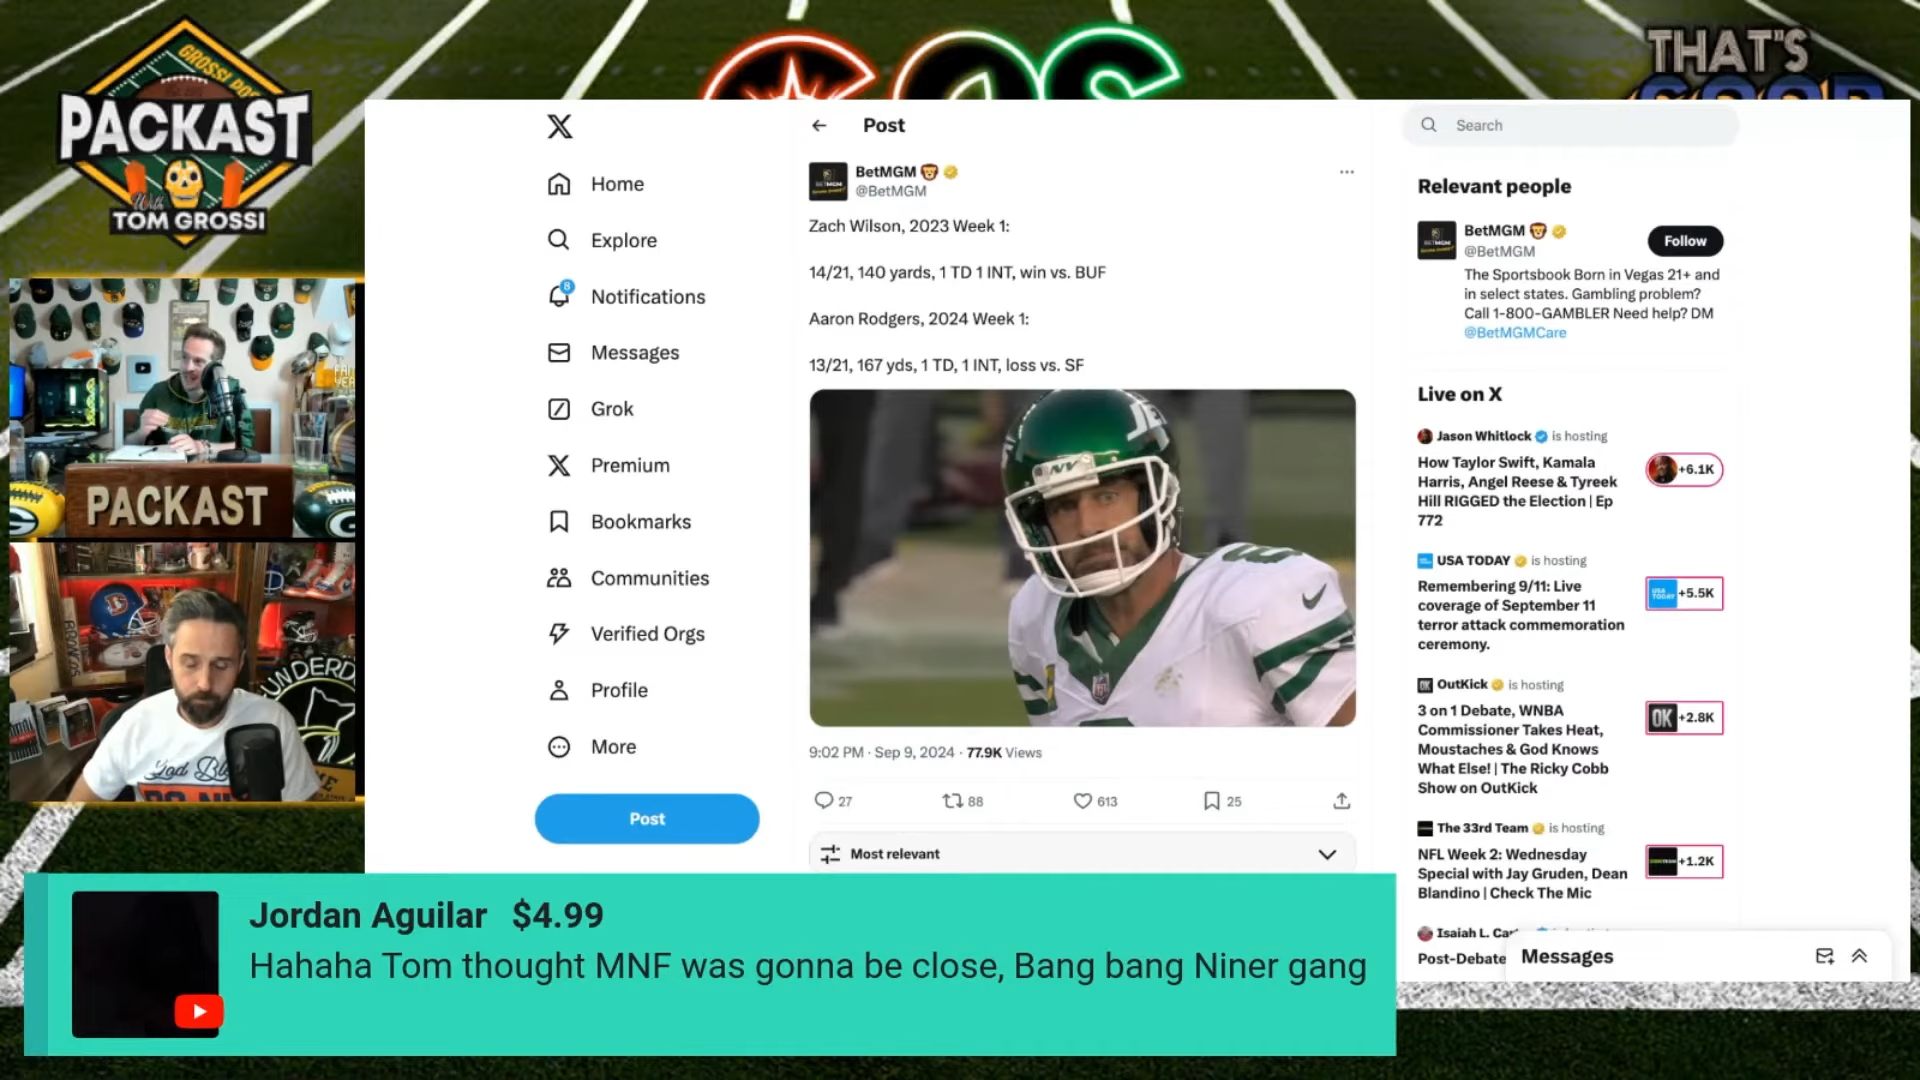 GROSSI POS
PACKAST
With
TOM GROSSI
THAT'S
GOOD
PACKAST
UNDERD
Home
Explore
8
Notifications
Messages
Grok
Premium
Bookmarks
Communities
Verified Orgs
Profile
More
Post
Post
BetMGM
@BetMGM
Zach Wilson, 2023 Week 1:
14/21, 140 yards, 1 TD 1 INT, win vs. BUF
Aaron Rodgers, 2024 Week 1:
13/21, 167 yds, 1 TD, 1 INT, loss vs. SF
NY
9:02 PM · Sep 9, 2024 · 77.9K Views
27
88
613
25
Most relevant
Search
Relevant people
BetMGM
@BetMGM
Follow
The Sportsbook Born in Vegas 21+ and
in select states. Gambling problem?
Call 1-800-GAMBLER Need help? DM
@BetMGMCare
Live on X
Jason Whitlock is hosting
How Taylor Swift, Kamala
Harris, Angel Reese & Tyreek
Hill RIGGED the Election | Ep
772
+6.1K
USA TODAY is hosting
Remembering 9/11: Live
coverage of September 11
terror attack commemoration
ceremony.
+5.5K
OutKick is hosting
3 on 1 Debate, WNBA
Commissioner Takes Heat,
Moustaches & God Knows
What Else! | The Ricky Cobb
Show on OutKick
OK +2.8K
The 33rd Team is hosting
NFL Week 2: Wednesday
Special with Jay Gruden, Dean
Blandino | Check The Mic
+1.2K
Isaiah L. Ca
Post-Debate
Messages
Jordan Aguilar $4.99
Hahaha Tom thought MNF was gonna be close, Bang bang Niner gang